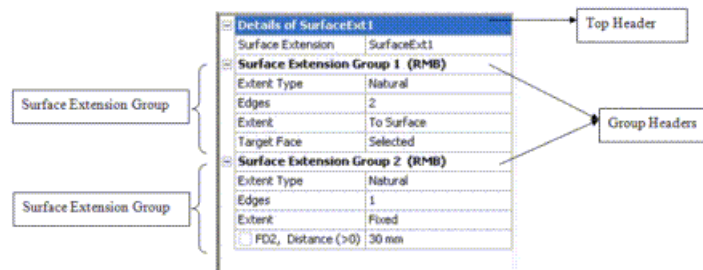 Details of SurfaceExt1
Top Header
Surface Extension SurfaceExt1
Surface Extension Group 1 (RMB)
Extent Type Natural
Surface Extension Group
Edges 2
Extent To Surface
Group Headers
Target Face Selected
Surface Extension Group 2 (RMB)
Extent Type Natural
Surface Extension Group
Edges 1
Extent Fixed
FD2, Distance (>0) 30 mm